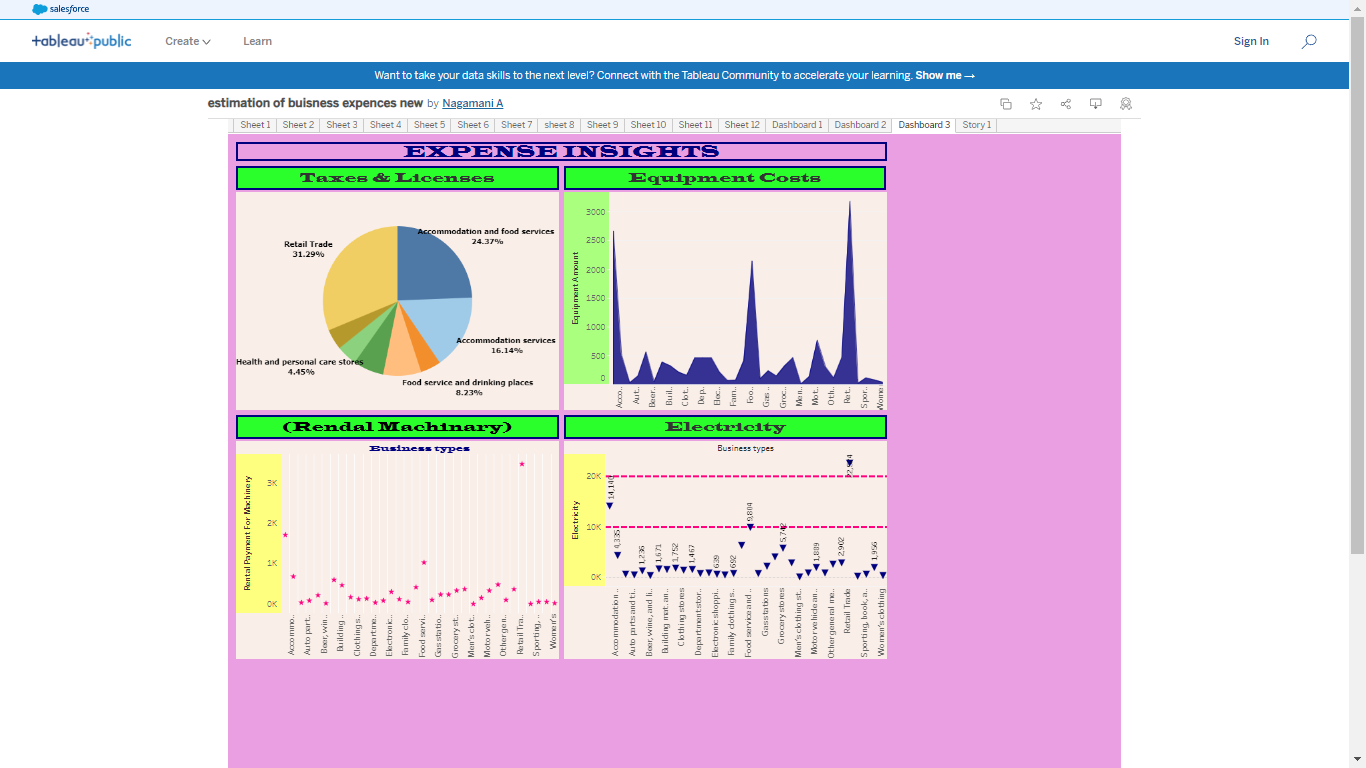 salesforce
+ableau public
Create
Learn
Sign In
Want to take your data skills to the next level? Connect with the Tableau Community to accelerate your learning. Show me →
estimation of buisness expences new by Nagamani A
Sheet 1 Sheet 2 Sheet 3 Sheet 4 Sheet 5 Sheet 6 Sheet 7 sheet 8 Sheet 9 Sheet 10 Sheet 11 Sheet 12 Dashboard 1 Dashboard 2 Dashboard 3 Story 1
EXPENSE INSIGHTS
Taxes & Licenses
Accommodation and food services
24.37%
Retail Trade
31.29%
Accommodation services
16.14%
Health and personal care stores
4.45%
Food service and drinking places
8.23%
Equipment Costs
Equipment Amount
3000
2500
2000
1500
1000
500
0
Acco..
Aut..
Beer..
Buil..
Clot..
Dep..
Elec..
Fam..
Foo..
Gas ..
Groc..
Men..
Mot..
Oth..
Ret..
Spor..
Wome
(Rendal Machinary)
Business types
Rental Payment For Machinery
3K
2K
1K
0K
Accommo..
Auto part..
Beer, win..
Building ..
Clothing s..
Departme..
Electronic..
Family clo..
Food servi..
Gas statio..
Grocery st..
Men's clot..
Motor veh..
Other gen..
Retail Tra..
Sporting, ..
Women's
Electricity
Business types
Electricity
20K
10K
0K
4,335
1,236
1,671
1,752
1,467
639
692
9,804
5,742
1,889
2,902
1,956
Accommodation ..
Auto parts and ti..
Beer, wine, and li..
Building mat. an..
Clothing stores
Department stor..
Electronic shoppi..
Family clothing s..
Food service and ..
Gas stations
Grocery stores
Men's clothing st..
Motor vehicle an..
Other general me..
Retail Trade
Sporting, book, a..
Women's clothing